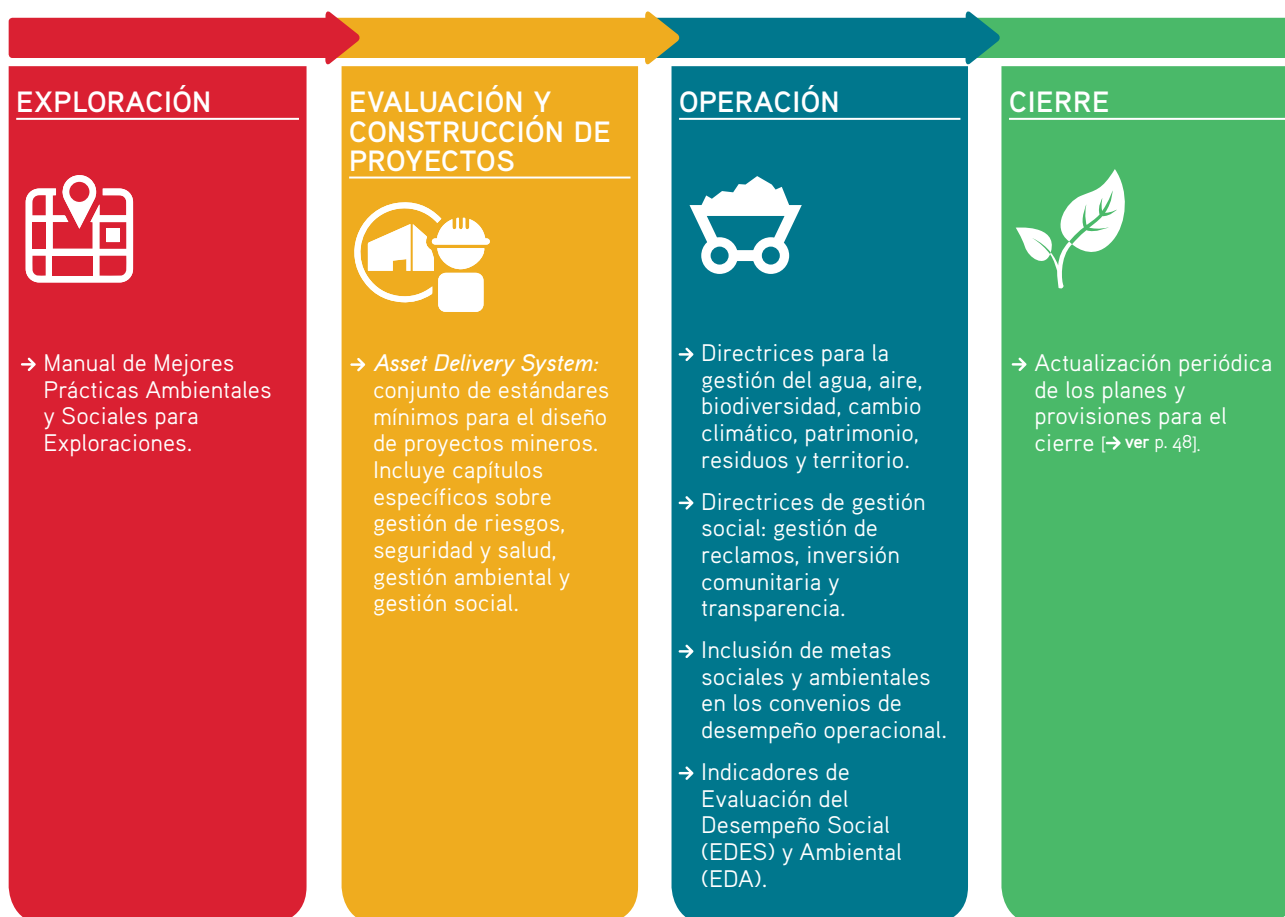 EXPLORACIÓN
→ Manual de Mejores
Prácticas Ambientales
y Sociales para
Exploraciones.
EVALUACIÓN Y
CONSTRUCCIÓN DE
PROYECTOS
→ Asset Delivery System:
conjunto de estándares
mínimos para el diseño
de proyectos mineros.
Incluye capítulos
específicos sobre
gestión de riesgos,
seguridad y salud,
gestión ambiental y
gestión social.
OPERACIÓN
→ Directrices para la
gestión del agua, aire,
biodiversidad, cambio
climático, patrimonio,
residuos y territorio.
→ Directrices de gestión
social: gestión de
reclamos, inversión
comunitaria y
transparencia.
→ Inclusión de metas
sociales y ambientales
en los convenios de
desempeño operacional.
→ Indicadores de
Evaluación del
Desempeño Social
(EDES) y Ambiental
(EDA).
CIERRE
→ Actualización periódica
de los planes y
provisiones para el
cierre [→ ver p. 48].